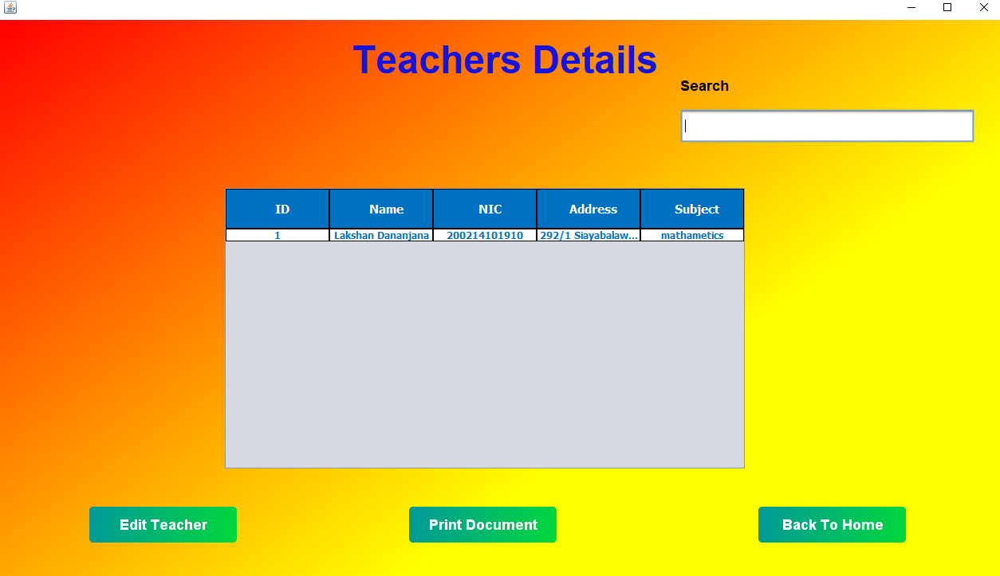 Teachers Details
Search
ID Name NIC Address Subject
1 Lakshan Dananjana 200214101910 292/1 Siayabalaw... mathametics
Edit Teacher Print Document Back To Home